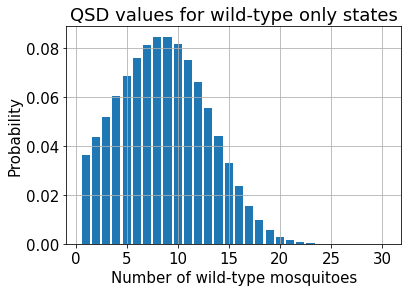 QSD values for wild-type only states
0.08
0.06
0.04
0.02
0.00
Probability
0 5 10 15 20 25 30
Number of wild-type mosquitoes